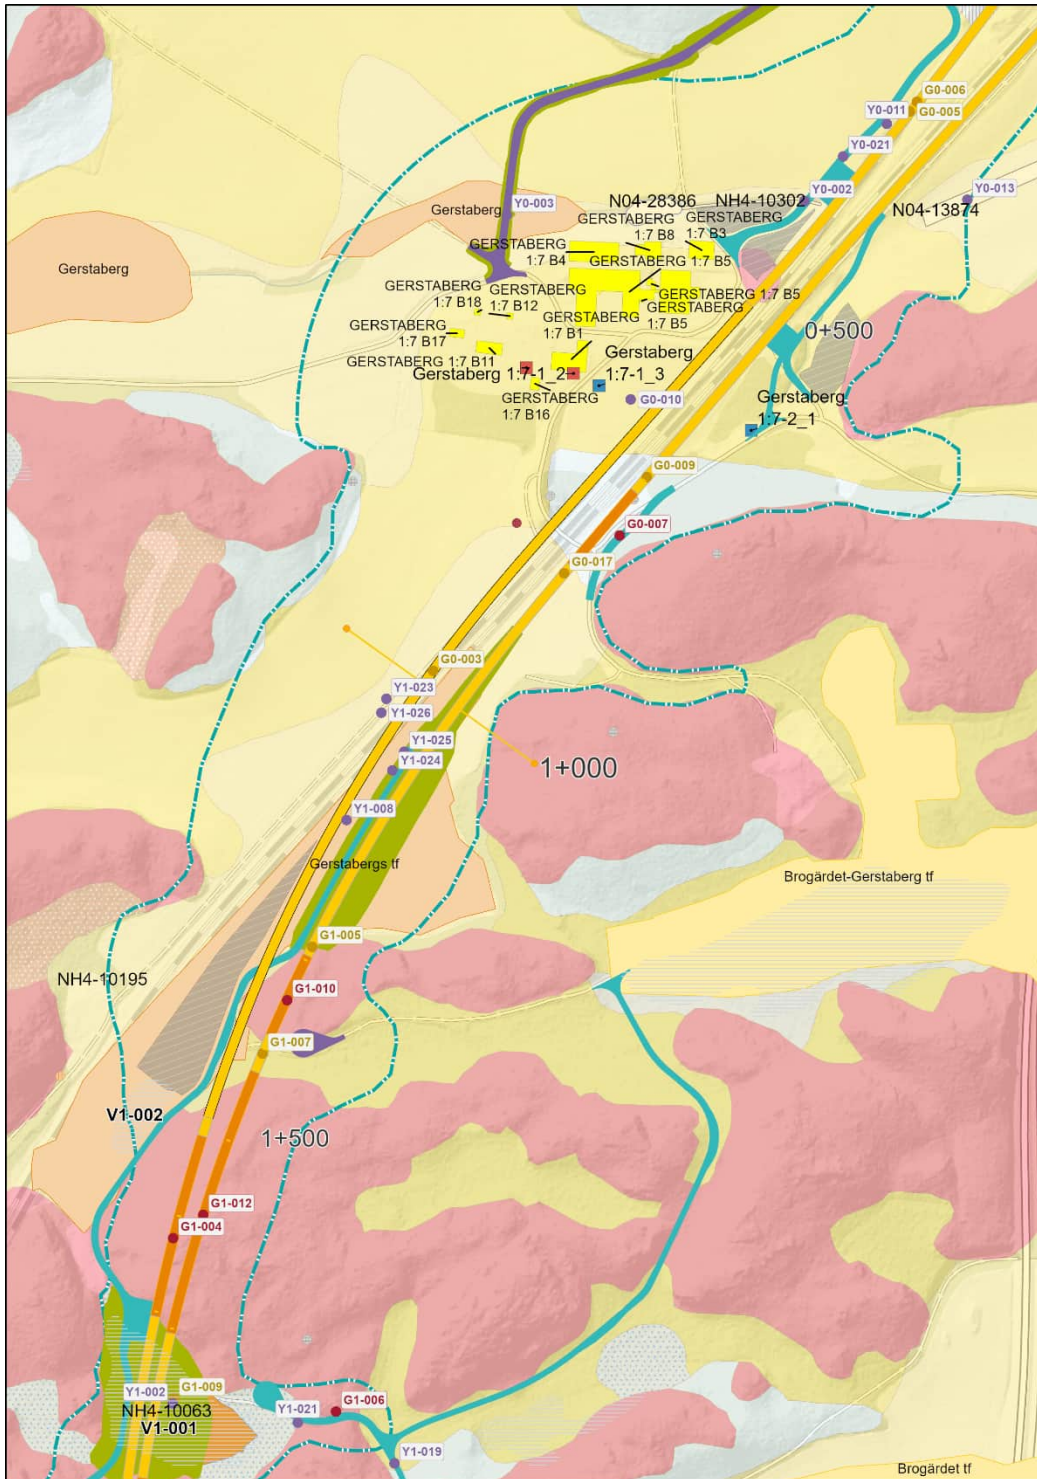 G0-006
G0-005
Y0-011
Y0-021
Y0-002
Y0-013
Y0-003
N04-28386
NH4-10302
N04-13874
Gerstaberg
GERSTABERG
1:7 B8
GERSTABERG
1:7 B3
Gerstaberg
GERSTABERG
1:7 B4
GERSTABERG
1:7 B5
GERSTABERG
1:7 B18
GERSTABERG
1:7 B12
GERSTABERG 1:7 B5
GERSTABERG
1:7 B5
GERSTABERG
1:7 B1
GERSTABERG
1:7 B17
0+500
GERSTABERG 1:7 B11
Gerstaberg
1:7-1_3
Gerstaberg 1:7-1_2
GERSTABERG
1:7 B16
G0-010
Gerstaberg
1:7-2_1
G0-009
G0-007
G0-017
G0-003
Y1-023
Y1-026
Y1-025
Y1-024
1+000
Y1-008
Gerstabergs tf
Brogärdet-Gerstaberg tf
G1-005
NH4-10195
G1-010
G1-007
V1-002
1+500
G1-012
G1-004
Y1-002
G1-009
NH4-10063
V1-001
G1-006
Y1-021
Y1-019
Brogärdet tf